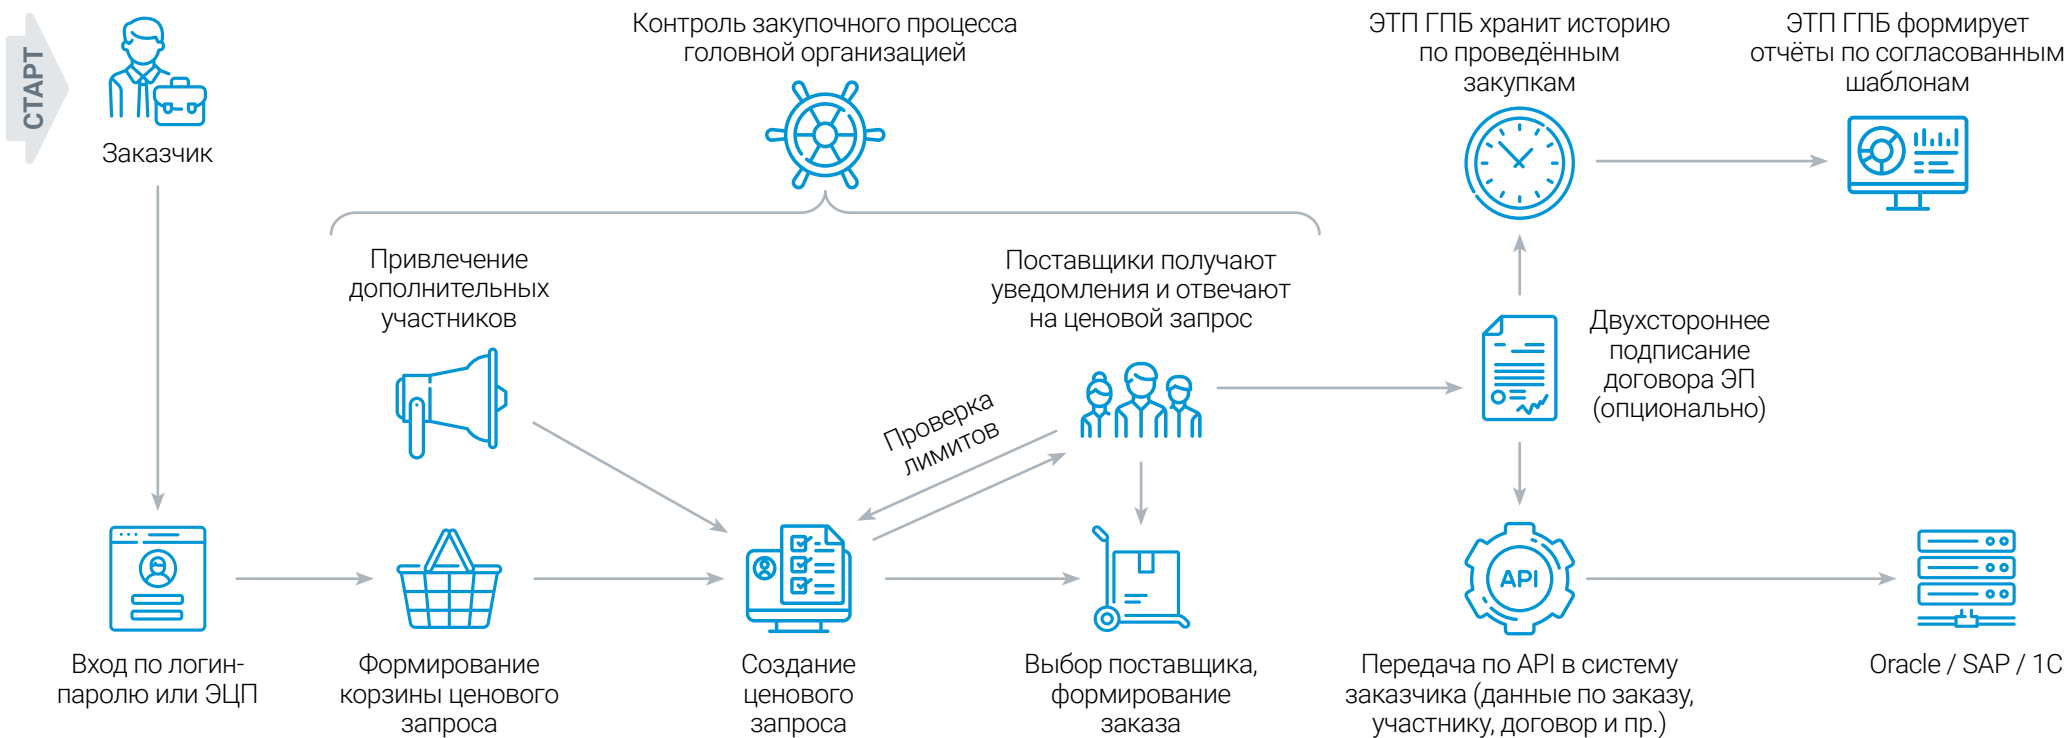 СТАРТ
Заказчик
Контроль закупочного процесса
головной организацией
ЭТП ГПБ хранит историю
по проведённым
закупкам
ЭТП ГПБ формирует
отчёты по согласованным
шаблонам
Привлечение
дополнительных
участников
Поставщики получают
уведомления и отвечают
на ценовой запрос
Двухстороннее
подписание
договора ЭП
(опционально)
Проверка
лимитов
API
Вход по логин-
паролю или ЭЦП
Формирование
корзины ценового
запроса
Создание
ценового
запроса
Выбор поставщика,
формирование
заказа
Передача по API в систему
заказчика (данные по заказу,
участнику, договор и пр.)
Oracle / SAP / 1C